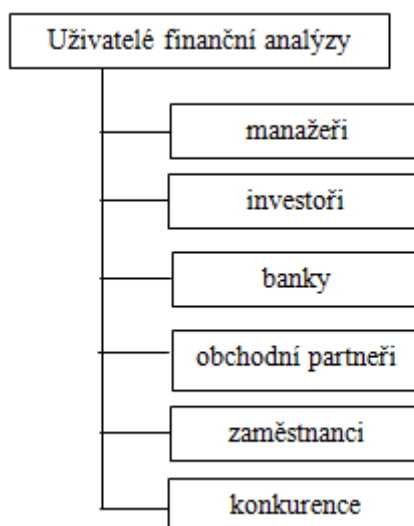 Uživatelé finanční analýzy
manažeři
investoři
banky
obchodní partneři
zaměstnanci
konkurence